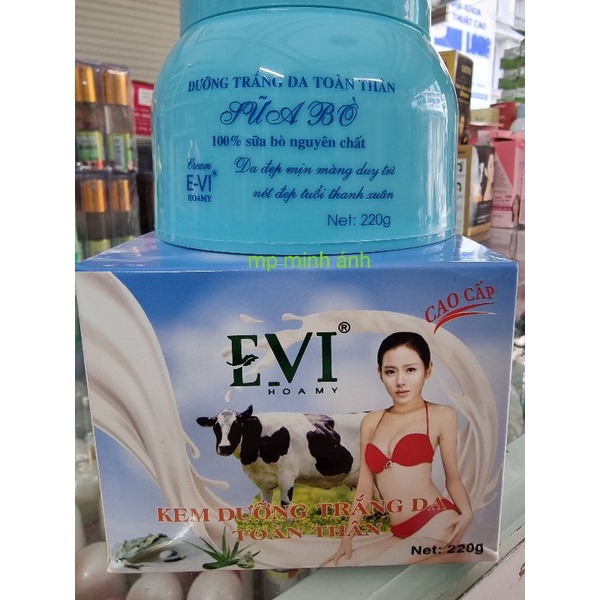 DƯỠNG TRẮNG DA TOÀN THÂN
SỮA BÒ
100% sữa bò nguyên chất
Cream
E-VI®
HOAMY
Da đẹp mịn màng duy trì
nét đẹp tuổi thanh xuân
Net: 220g
mp minh ánh
CAO CẤP
E.VI®
HOAMY
KEM DƯỠNG TRẮNG DA
TOÀN THÂN
Net: 220g